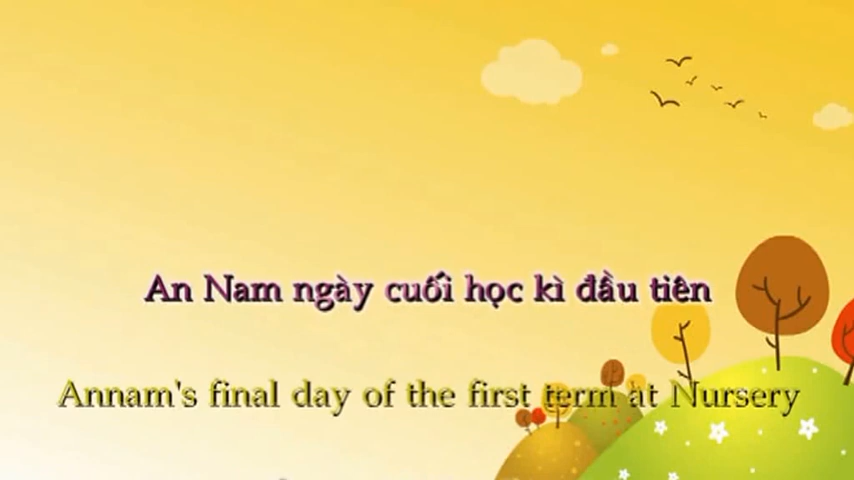 An Nam ngày cuối học kì đầu tiên
Annam's final day of the first term at Nursery